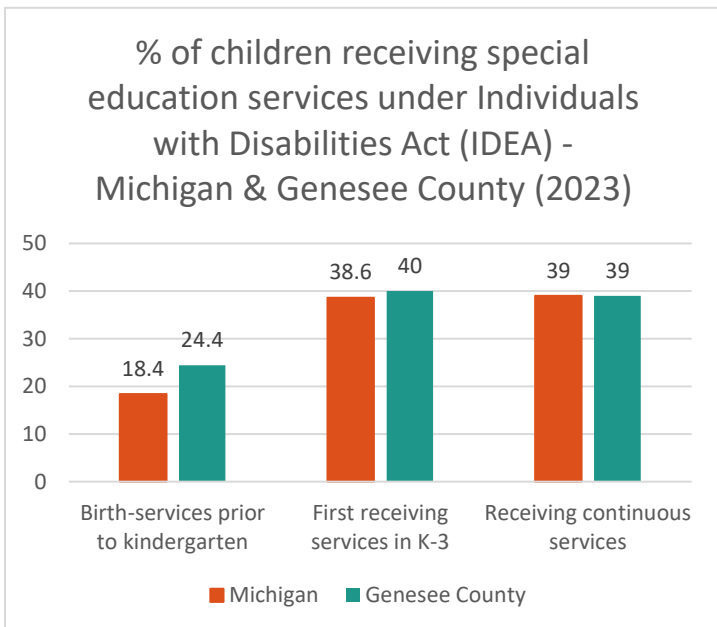 % of children receiving special
education services under Individuals
with Disabilities Act (IDEA) -
Michigan & Genesee County (2023)
50
40
30
20
10
0
18.4
24.4
38.6
40
39
39
Birth-services prior
to kindergarten
First receiving
services in K-3
Receiving continuous
services
Michigan
Genesee County